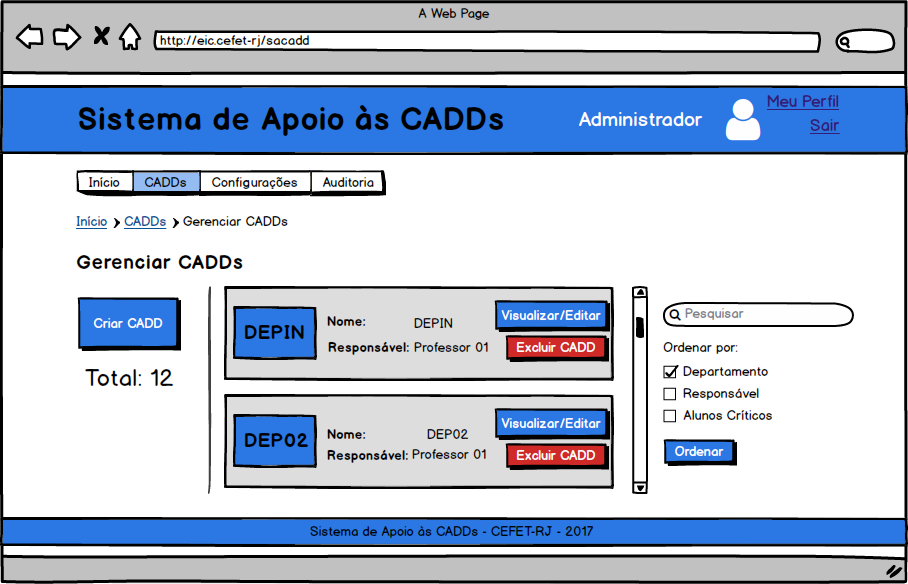 A Web Page
http://eic.cefet-rj/sacadd
Sistema de Apoio às CADDs
Administrador
Meu Perfil
Sair
Início CADDs Configurações Auditoria
Início CADDs Gerenciar CADDs
Gerenciar CADDs
Criar CADD
Total: 12
DEPIN
Nome: DEPIN
Responsável: Professor 01
Visualizar/Editar
Excluir CADD
DEP02
Nome: DEP02
Responsável: Professor 01
Visualizar/Editar
Excluir CADD
Pesquisar
Ordenar por:
Departamento
Responsável
Alunos Críticos
Ordenar
Sistema de Apoio às CADDs - CEFET-RJ - 2017